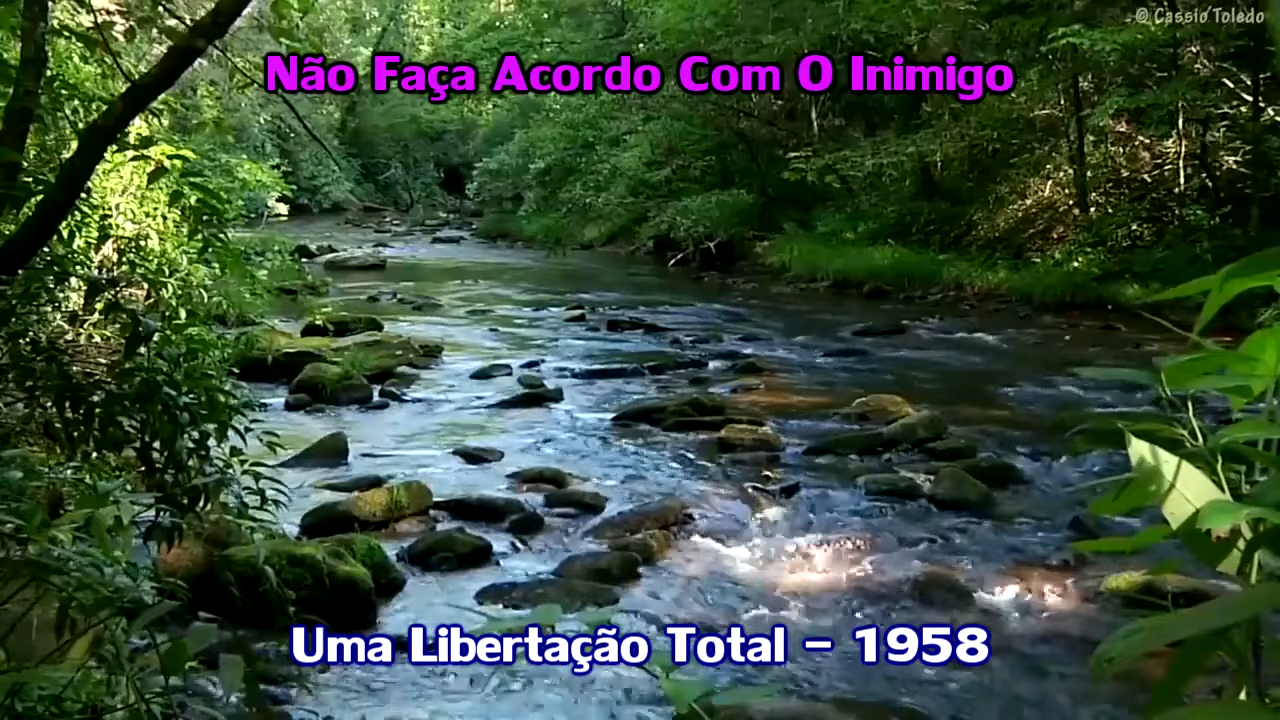 © Cassio Toledo
Não Faça Acordo Com O Inimigo
Uma Libertação Total - 1958